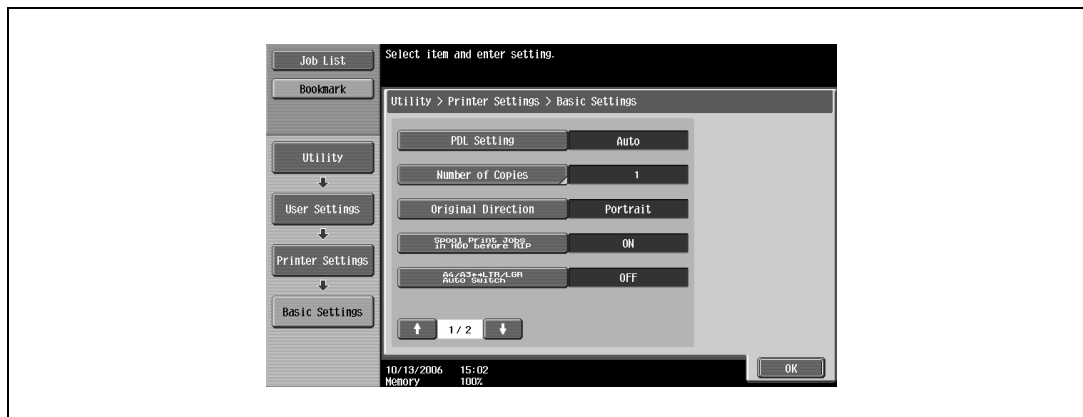 Job List
Bookmark
Select item and enter setting.
Utility > Printer Settings > Basic Settings
Utility
User Settings
Printer Settings
Basic Settings
PDL Setting Auto
Number of Copies 1
Original Direction Portrait
Spool Print Jobs
in HDD before RIP
ON
A4/A3↔LTR/LGR
Auto Switch
OFF
1/2
10/13/2006 15:02
Memory 100%
OK